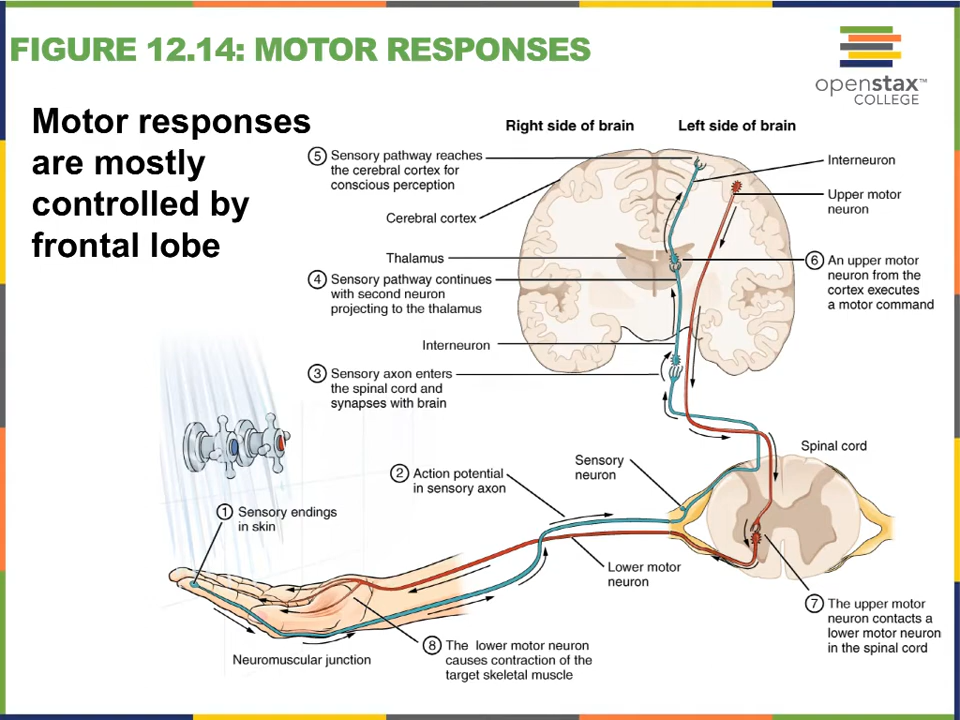 FIGURE 12.14: MOTOR RESPONSES
openstax™
COLLEGE
Motor responses
are mostly
controlled by
frontal lobe
Right side of brain
Left side of brain
5 Sensory pathway reaches
the cerebral cortex for
conscious perception
Interneuron
Upper motor
neuron
Cerebral cortex
Thalamus
6 An upper motor
neuron from the
cortex executes
a motor command
4 Sensory pathway continues
with second neuron
projecting to the thalamus
Interneuron
3 Sensory axon enters
the spinal cord and
synapses with brain
Spinal cord
Sensory
neuron
2 Action potential
in sensory axon
1 Sensory endings
in skin
Lower motor
neuron
7 The upper motor
neuron contacts a
lower motor neuron
in the spinal cord
8 The lower motor neuron
causes contraction of the
target skeletal muscle
Neuromuscular junction